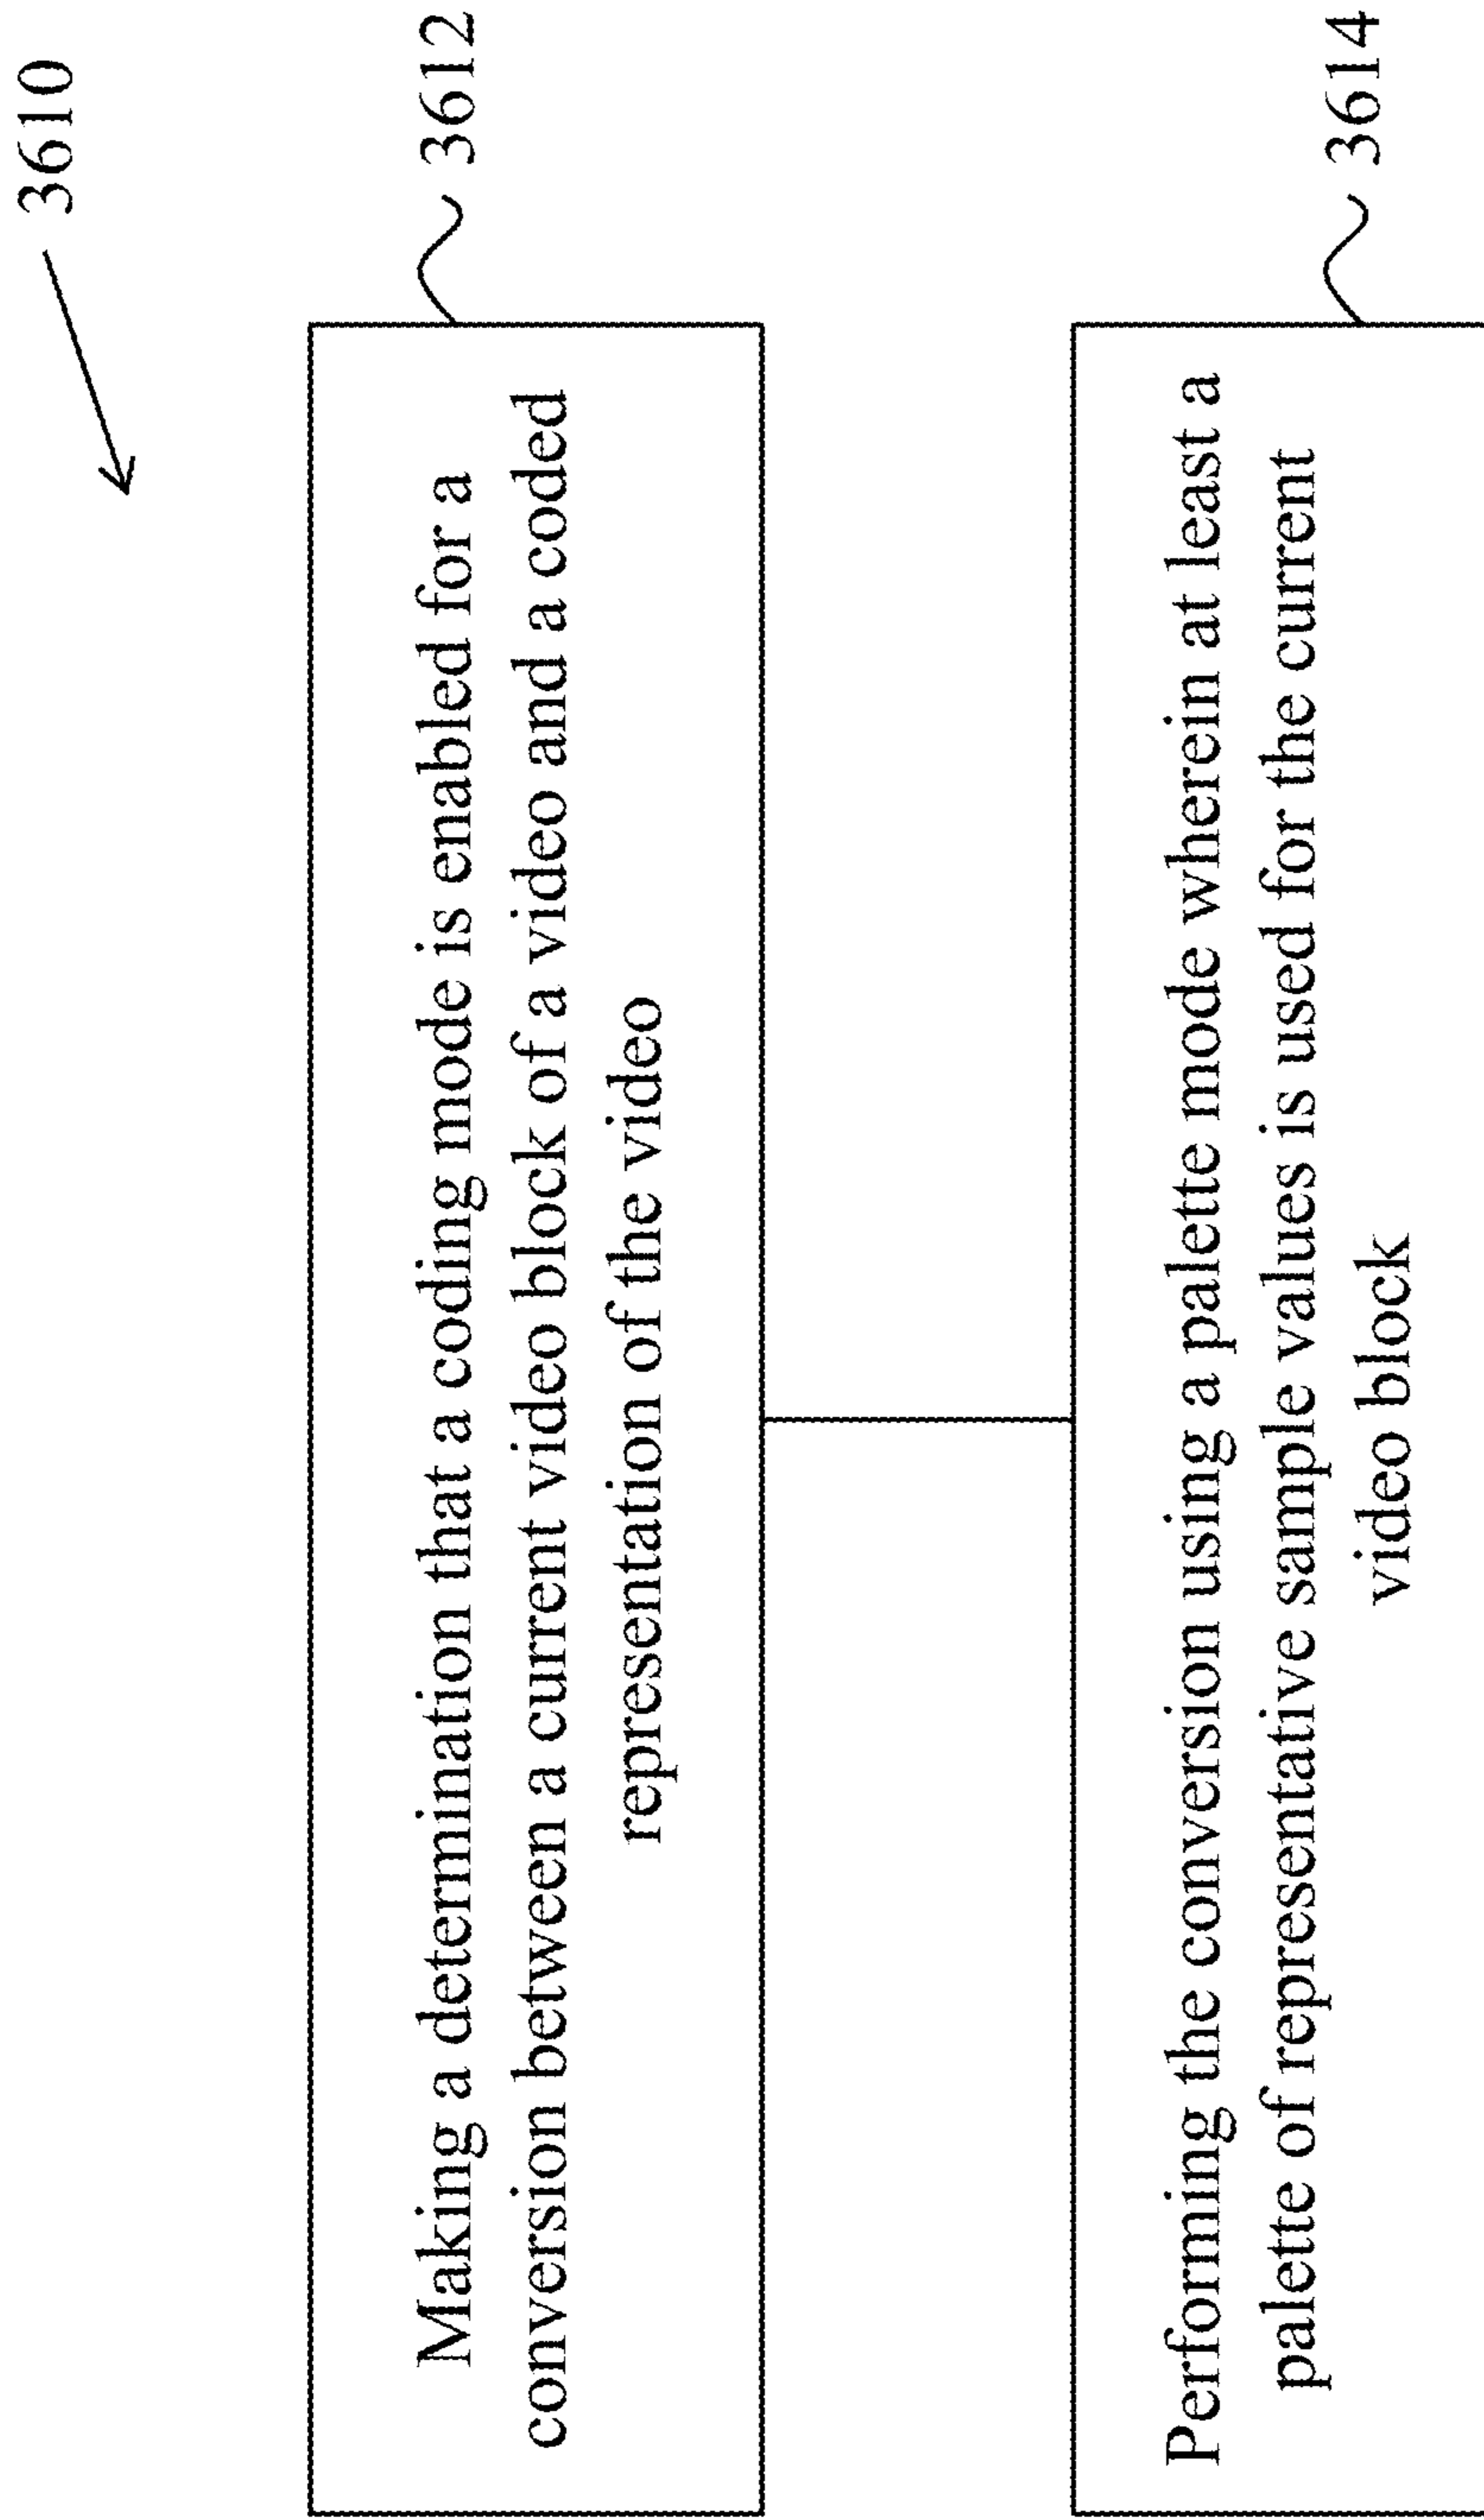 3610
Making a determination that a coding mode is enabled for a
conversion between a current video block of a video and a coded
representation of the video
3612
Performing the conversion using a palette mode wherein at least a
palette of representative sample values is used for the current
video block
3614